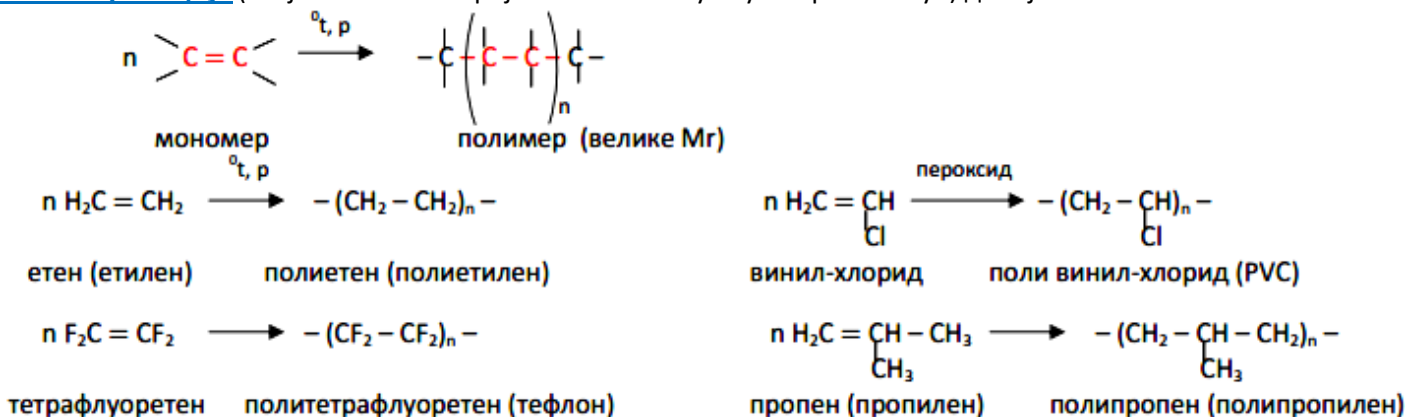 ⁰t, p
n C = C → – C – ( C – C )n – C –
мономер полимер (велике Mr)
⁰t, p
n H₂C = CH₂ → – (CH₂ – CH₂)ₙ –
етен (етилен) полиетен (полиетилен)
n F₂C = CF₂ → – (CF₂ – CF₂)ₙ –
тетрафлуоретен политетрафлуоретен (тефлон)
пероксид
n H₂C = CH → – (CH₂ – CH)ₙ –
Cl Cl
винил-хлорид поли винил-хлорид (PVC)
n H₂C = CH – CH₃ → – (CH₂ – CH – CH₂)ₙ –
CH₃ CH₃
пропен (пропилен) полипропен (полипропилен)